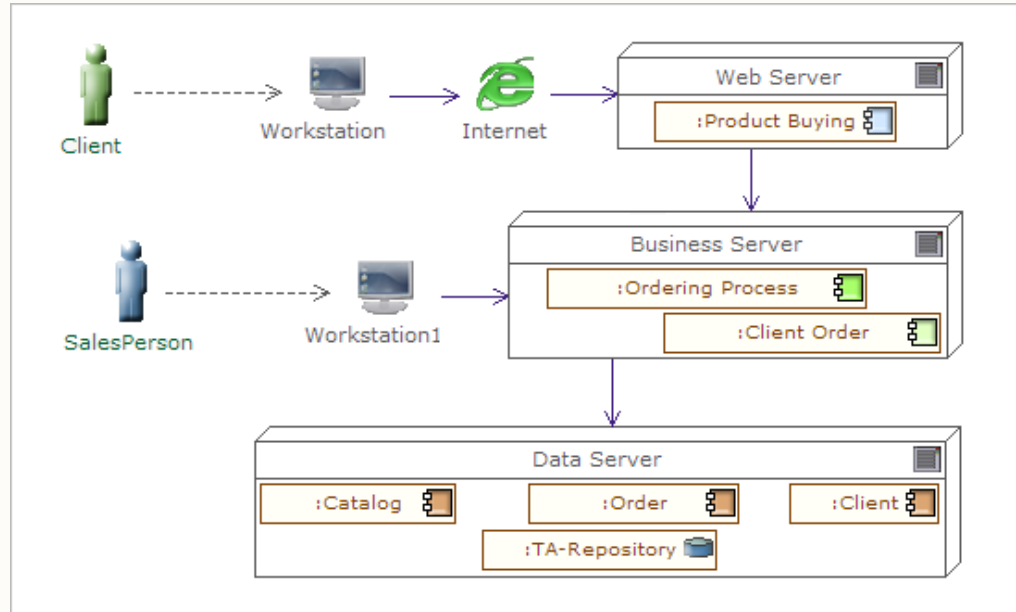 Client
Workstation
Internet
Web Server
:Product Buying
SalesPerson
Workstation1
Business Server
:Ordering Process
:Client Order
Data Server
:Catalog
:Order
:Client
:TA-Repository